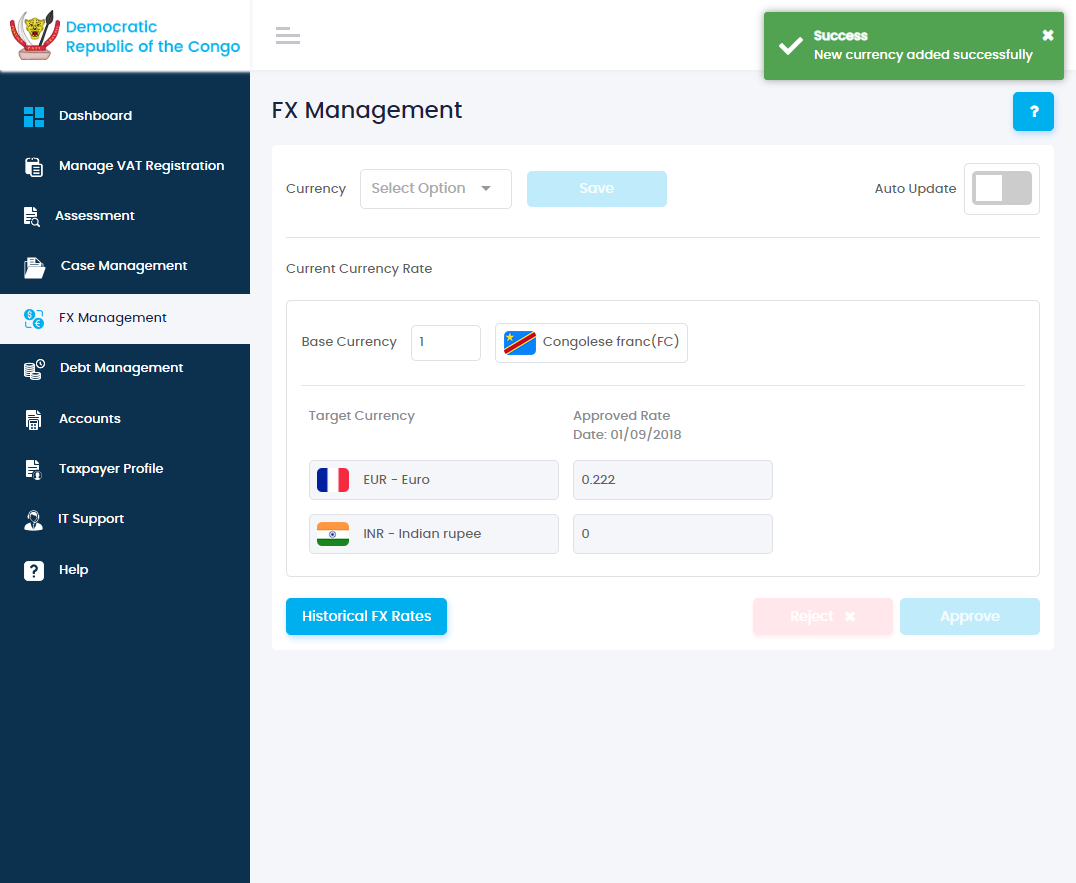 Democratic
Republic of the Congo
Success
New currency added successfully
Dashboard
Manage VAT Registration
Assessment
Case Management
FX Management
Debt Management
Accounts
Taxpayer Profile
IT Support
Help
FX Management
?
Currency
Select Option
Save
Auto Update
Current Currency Rate
Base Currency
1
Congolese franc(FC)
Target Currency
Approved Rate
Date: 01/09/2018
EUR - Euro
0.222
INR - Indian rupee
0
Historical FX Rates
Reject
Approve